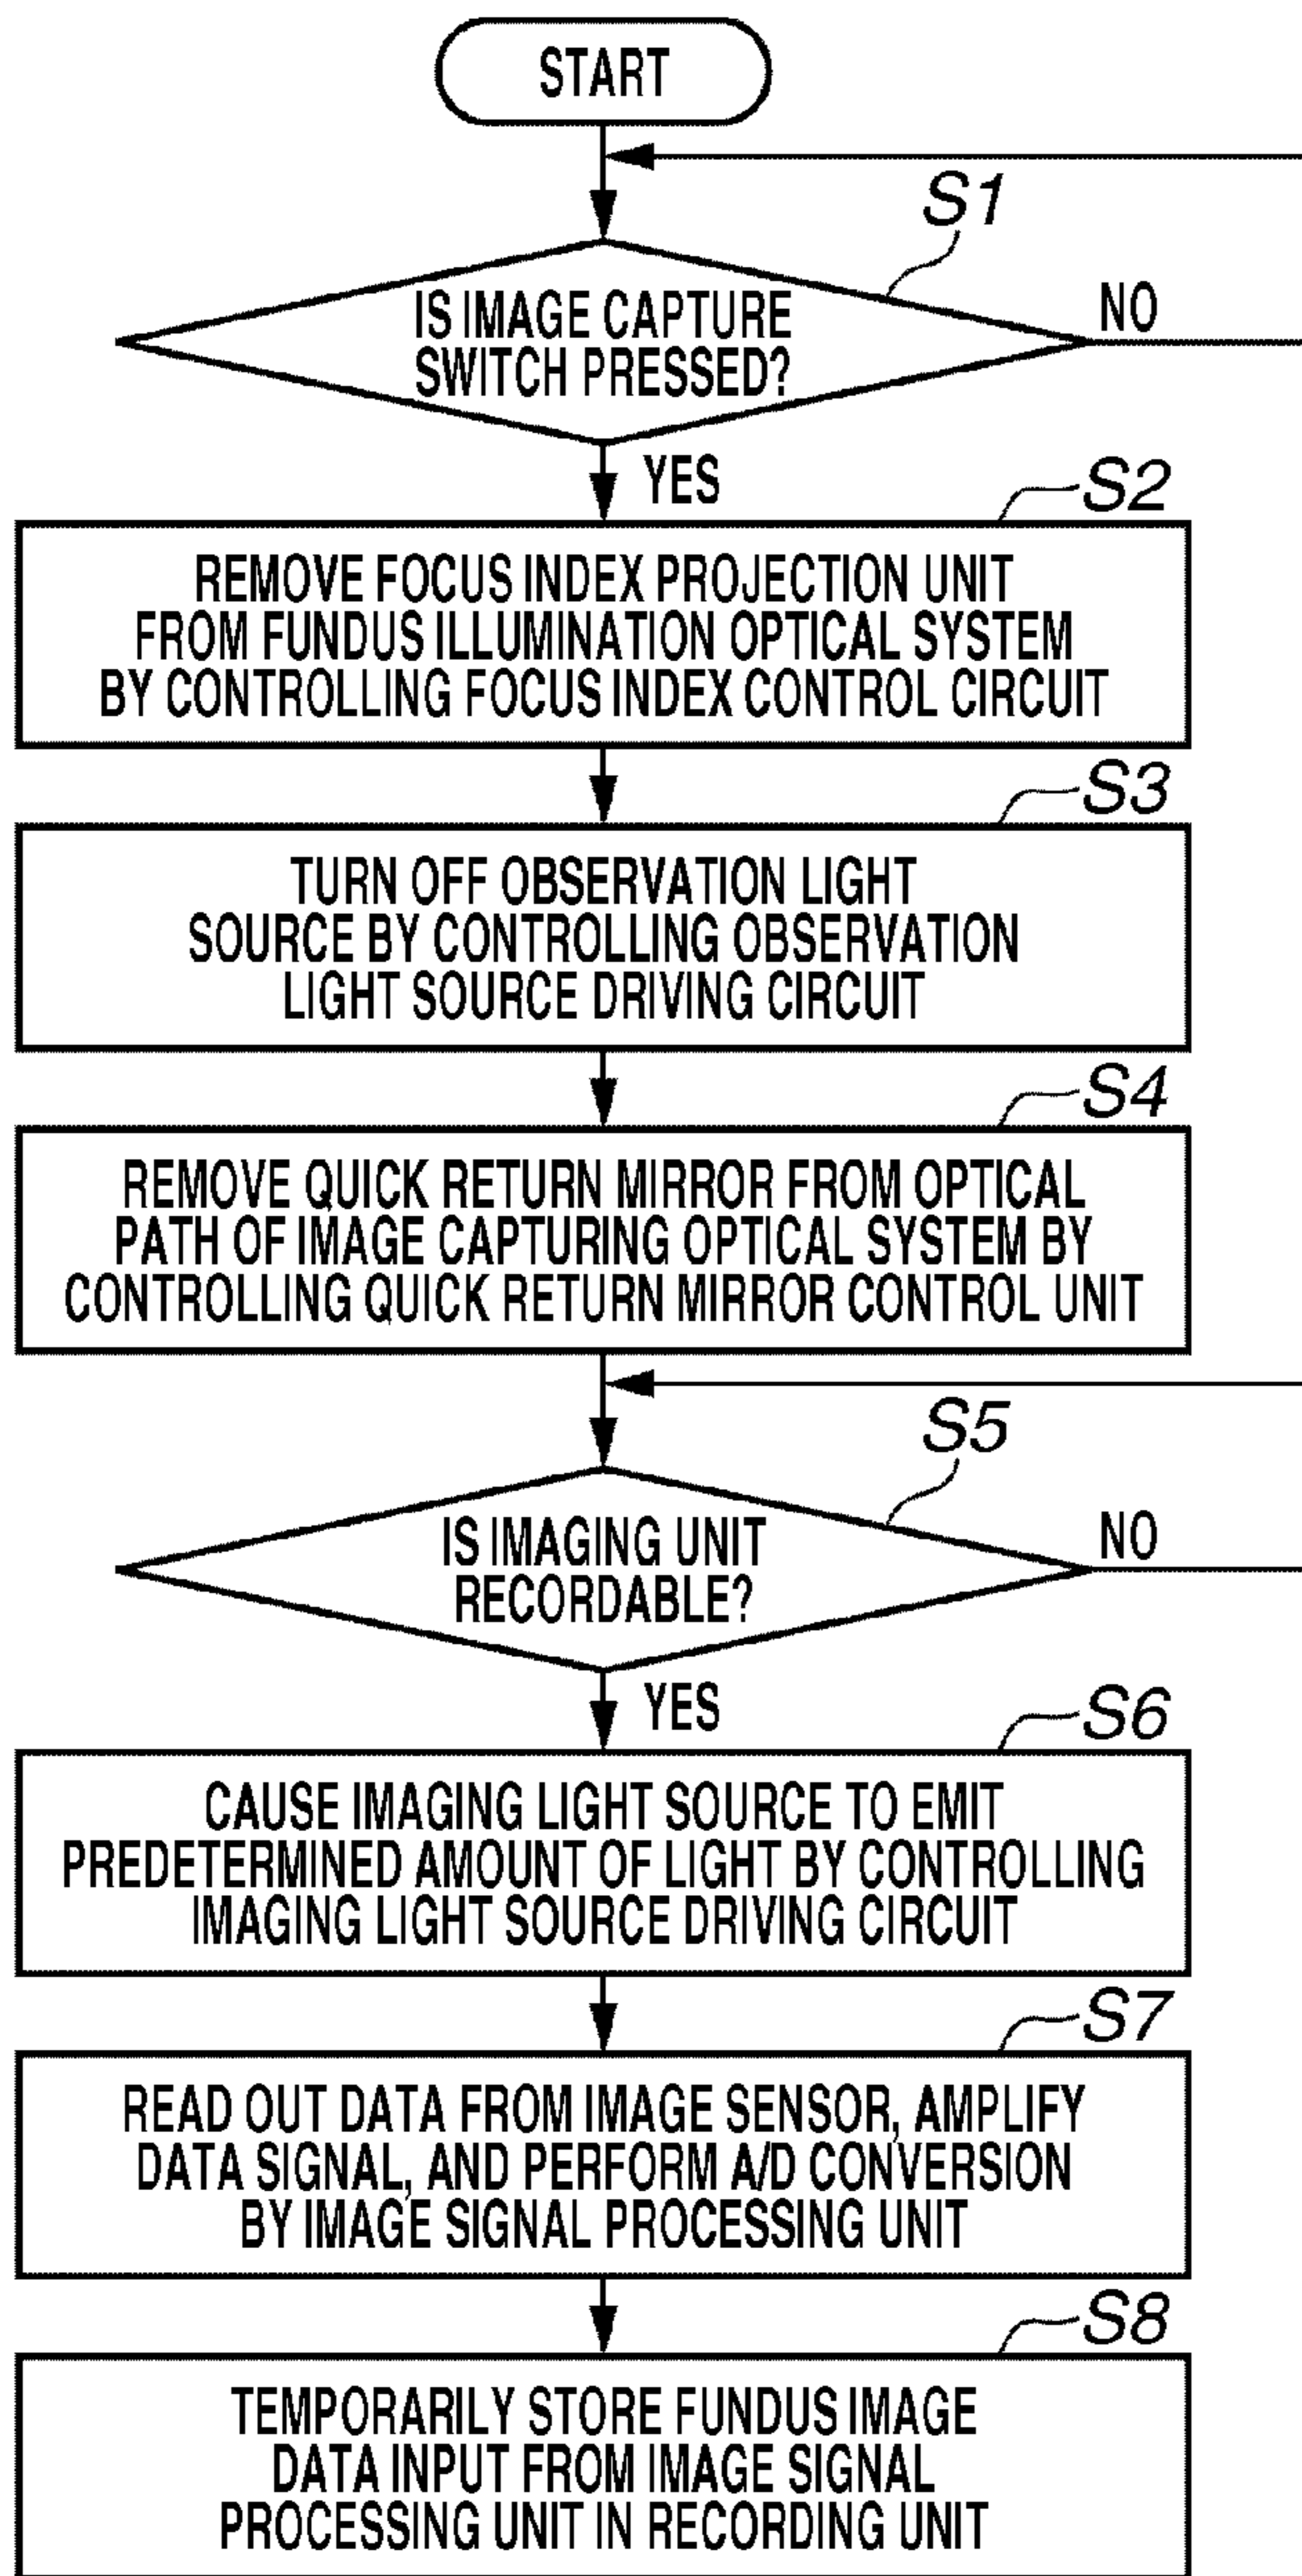 START
S1
IS IMAGE CAPTURE
SWITCH PRESSED?
NO
YES
S2
REMOVE FOCUS INDEX PROJECTION UNIT
FROM FUNDUS ILLUMINATION OPTICAL SYSTEM
BY CONTROLLING FOCUS INDEX CONTROL CIRCUIT
S3
TURN OFF OBSERVATION LIGHT
SOURCE BY CONTROLLING OBSERVATION
LIGHT SOURCE DRIVING CIRCUIT
S4
REMOVE QUICK RETURN MIRROR FROM OPTICAL
PATH OF IMAGE CAPTURING OPTICAL SYSTEM BY
CONTROLLING QUICK RETURN MIRROR CONTROL UNIT
S5
IS IMAGING UNIT
RECORDABLE?
NO
YES
S6
CAUSE IMAGING LIGHT SOURCE TO EMIT
PREDETERMINED AMOUNT OF LIGHT BY CONTROLLING
IMAGING LIGHT SOURCE DRIVING CIRCUIT
S7
READ OUT DATA FROM IMAGE SENSOR, AMPLIFY
DATA SIGNAL, AND PERFORM A/D CONVERSION
BY IMAGE SIGNAL PROCESSING UNIT
S8
TEMPORARILY STORE FUNDUS IMAGE
DATA INPUT FROM IMAGE SIGNAL
PROCESSING UNIT IN RECORDING UNIT